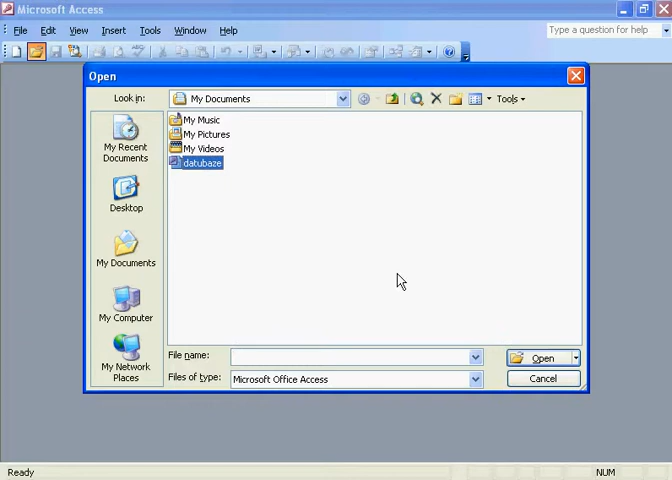 Microsoft Access
File Edit View Insert Tools Window Help
Type a question for help
Open
Look in: My Documents Tools
My Music
My Pictures
My Videos
datubaze
My Recent Documents
Desktop
My Documents
My Computer
My Network Places
File name:
Open
Files of type: Microsoft Office Access
Cancel
Ready NUM